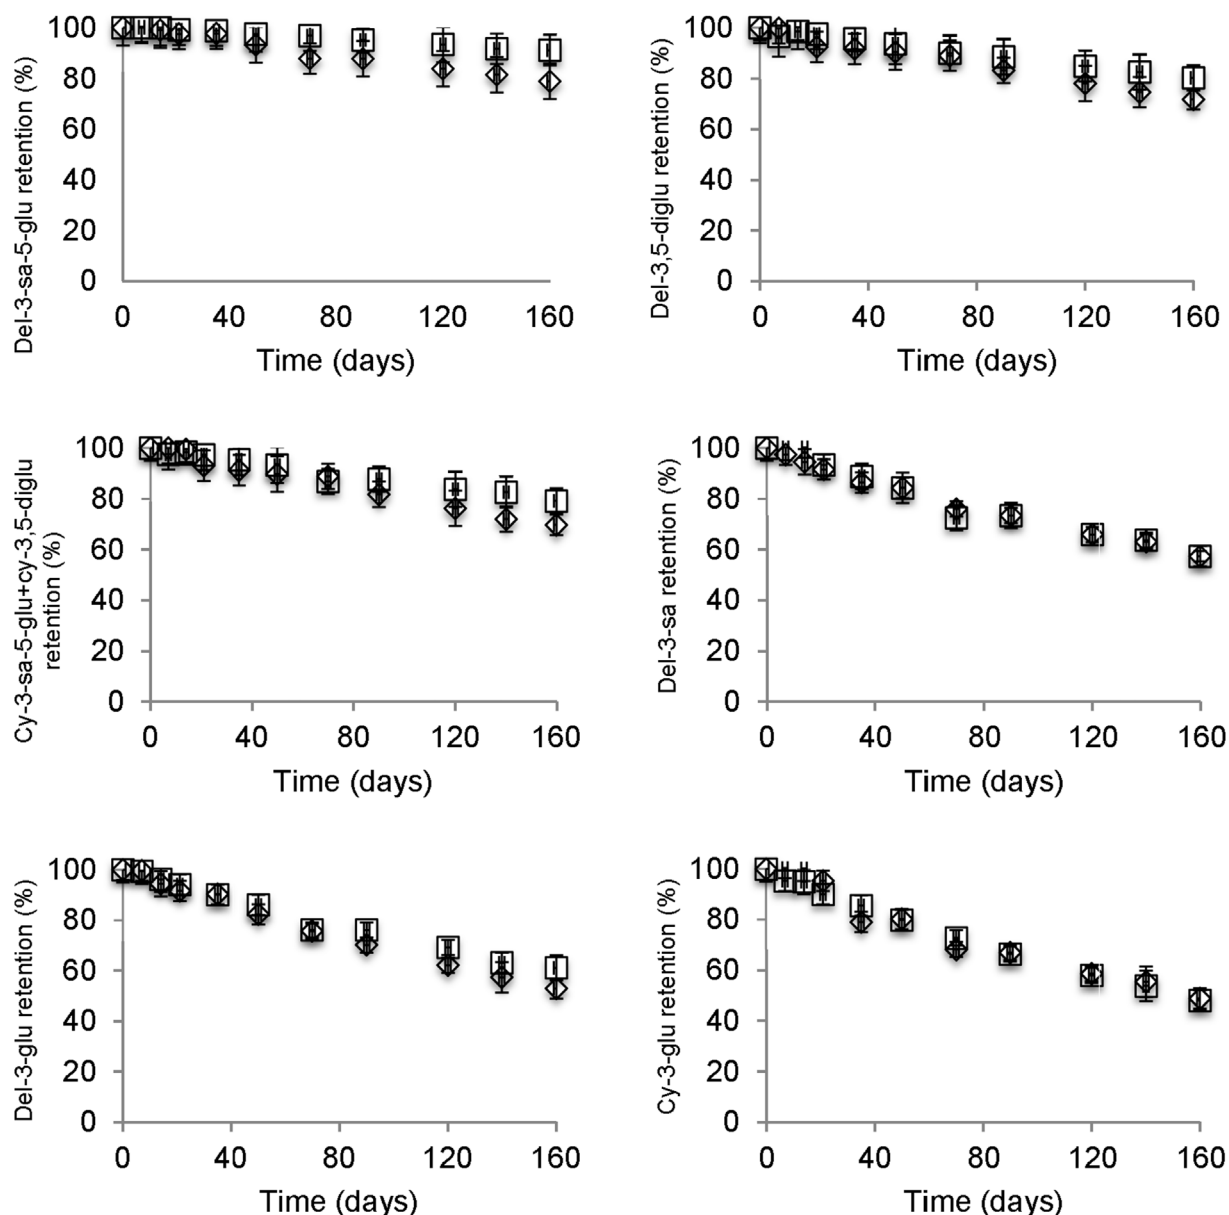 Del-3-sa-5-glu retention (%)
100
80
60
40
20
0
0 40 80 120 160
Time (days)
Del-3,5-diglu retention (%)
100
80
60
40
20
0
0 40 80 120 160
Time (days)
Cy-3-sa-5-glu+cy-3,5-diglu
retention (%)
100
80
60
40
20
0
0 40 80 120 160
Time (days)
Del-3-sa retention (%)
100
80
60
40
20
0
0 40 80 120 160
Time (days)
Del-3-glu retention (%)
100
80
60
40
20
0
0 40 80 120 160
Time (days)
Cy-3-glu retention (%)
100
80
60
40
20
0
0 40 80 120 160
Time (days)